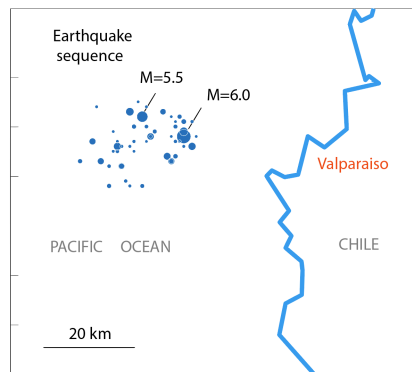 Earthquake
sequence
M=5.5
M=6.0
Valparaiso
PACIFIC OCEAN
CHILE
20 km